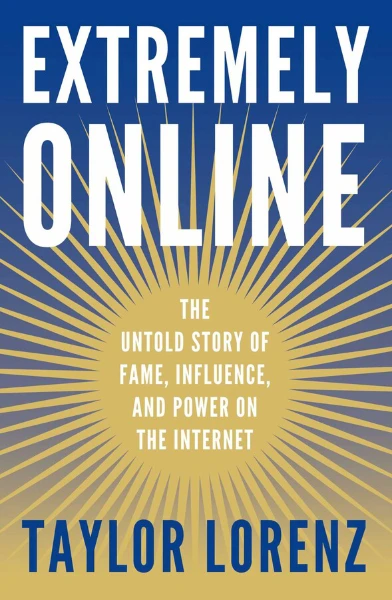 EXTREMELY
ONLINE
THE
UNTOLD STORY OF
FAME, INFLUENCE,
AND POWER ON
THE INTERNET
TAYLOR LORENZ